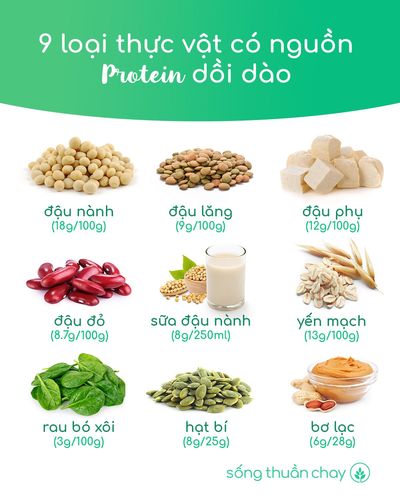 9 loại thực vật có nguồn
Protein dồi dào
đậu nành
(18g/100g)
đậu lăng
(9g/100g)
đậu phụ
(12g/100g)
đậu đỏ
(8.7g/100g)
sữa đậu nành
(8g/250ml)
yến mạch
(13g/100g)
rau bó xôi
(3g/100g)
hạt bí
(8g/25g)
bơ lạc
(6g/28g)
sống thuần chay